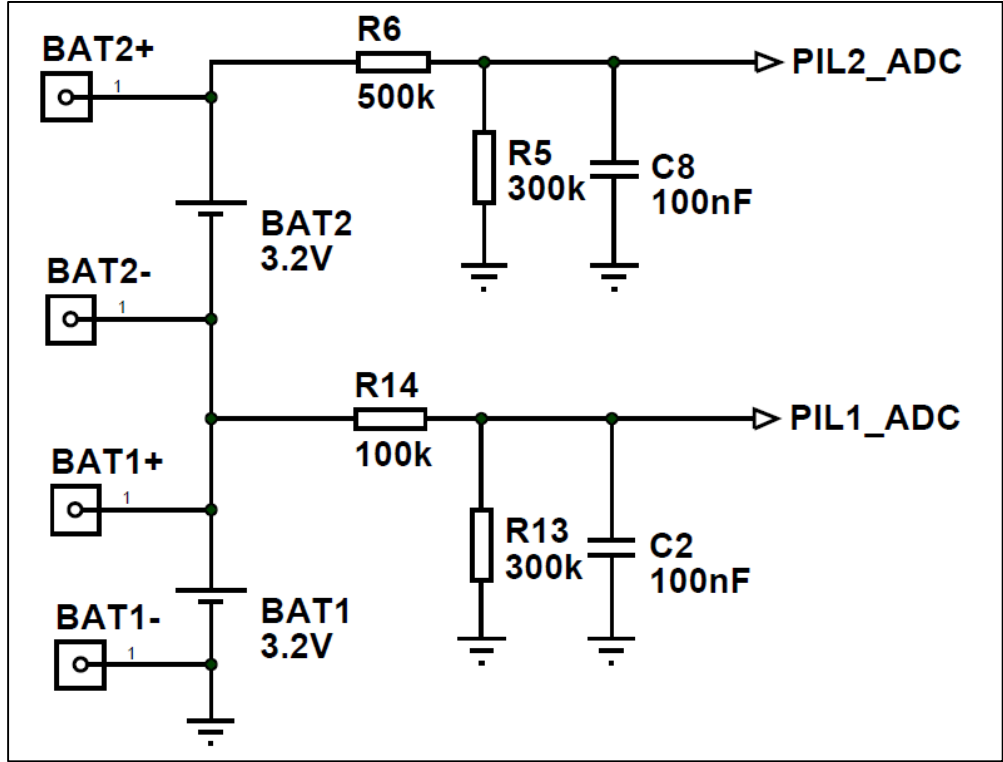 BAT2+
1
R6
500k
PIL2_ADC
R5
300k
C8
100nF
BAT2
3.2V
BAT2-
1
R14
100k
PIL1_ADC
BAT1+
1
R13
300k
C2
100nF
BAT1
3.2V
BAT1-
1